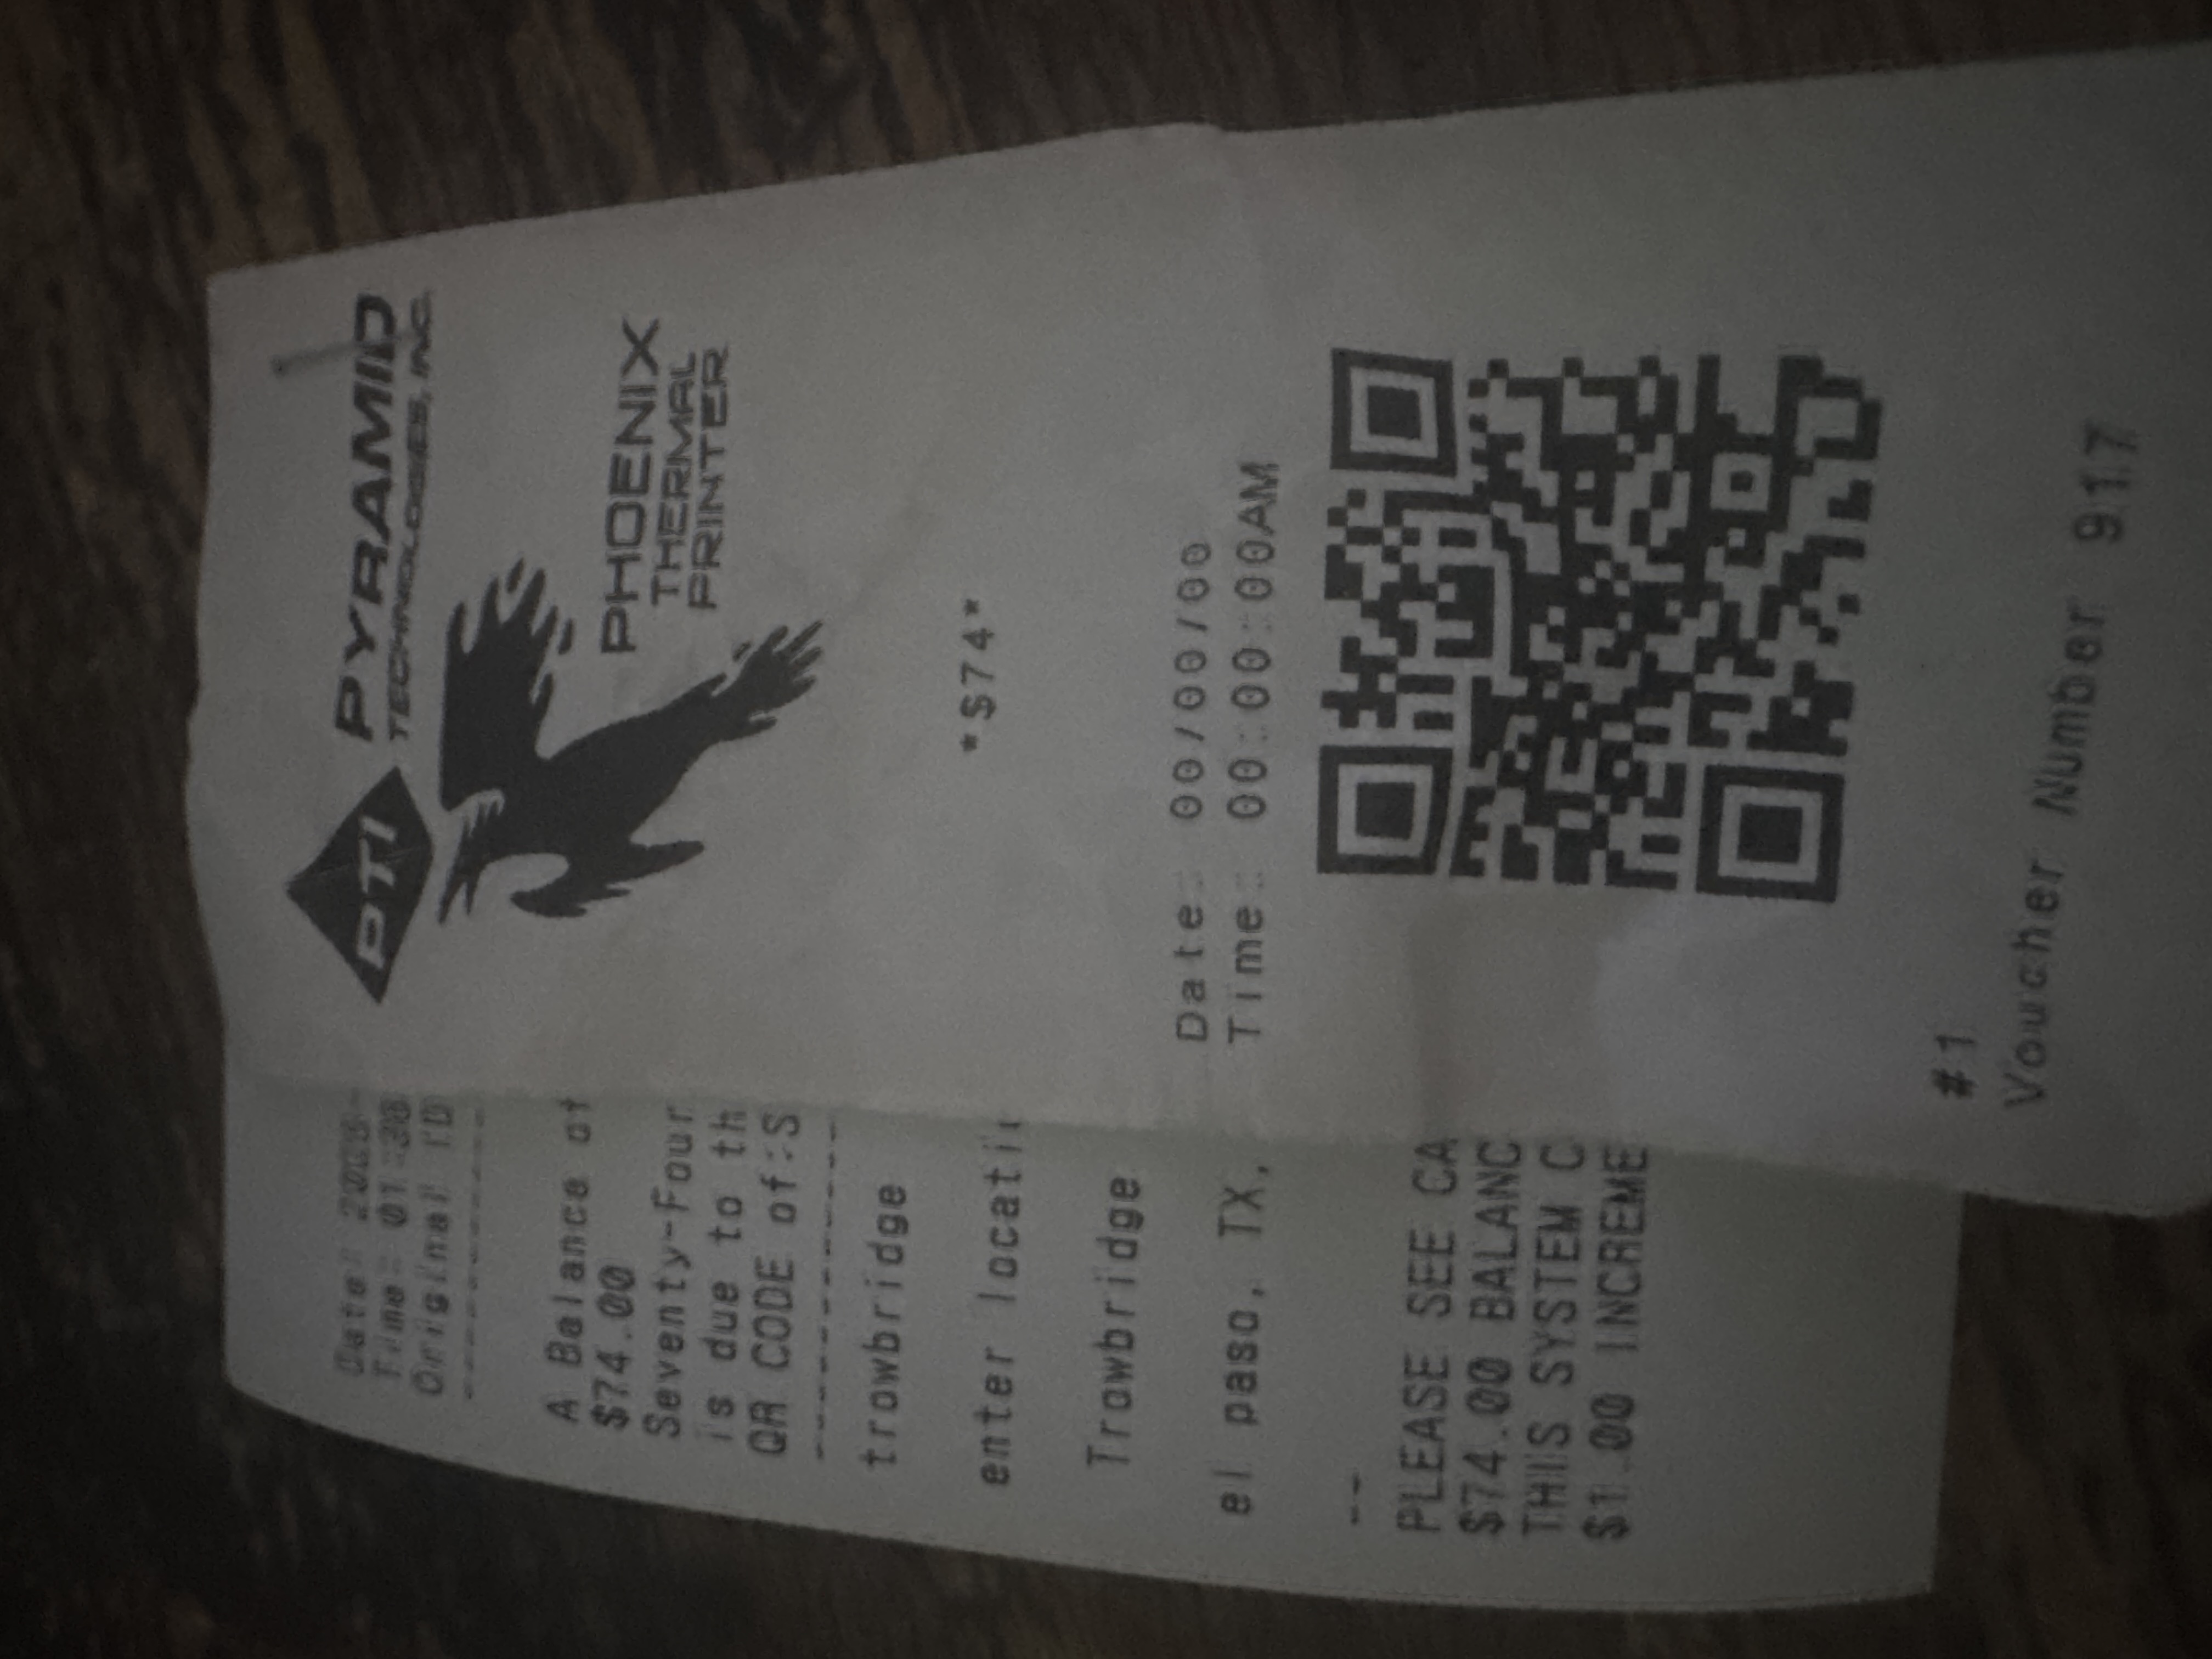 PTI PYRAMID
TECHNOLOGIES, INC.
PHOENIX
THERMAL
PRINTER
*$74*
Date: 00/00/00
Time: 00:00:00AM
#1
Voucher Number 917
Date:
Time: 01:
Original ID
----------------
A Balance of
$74.00
Seventy-Four
is due to th
QR CODE of:S
----------------
trowbridge
enter locati
Trowbridge
el paso, TX,
--
PLEASE SEE CA
$74.00 BALANC
THIS SYSTEM C
$1.00 INCREME